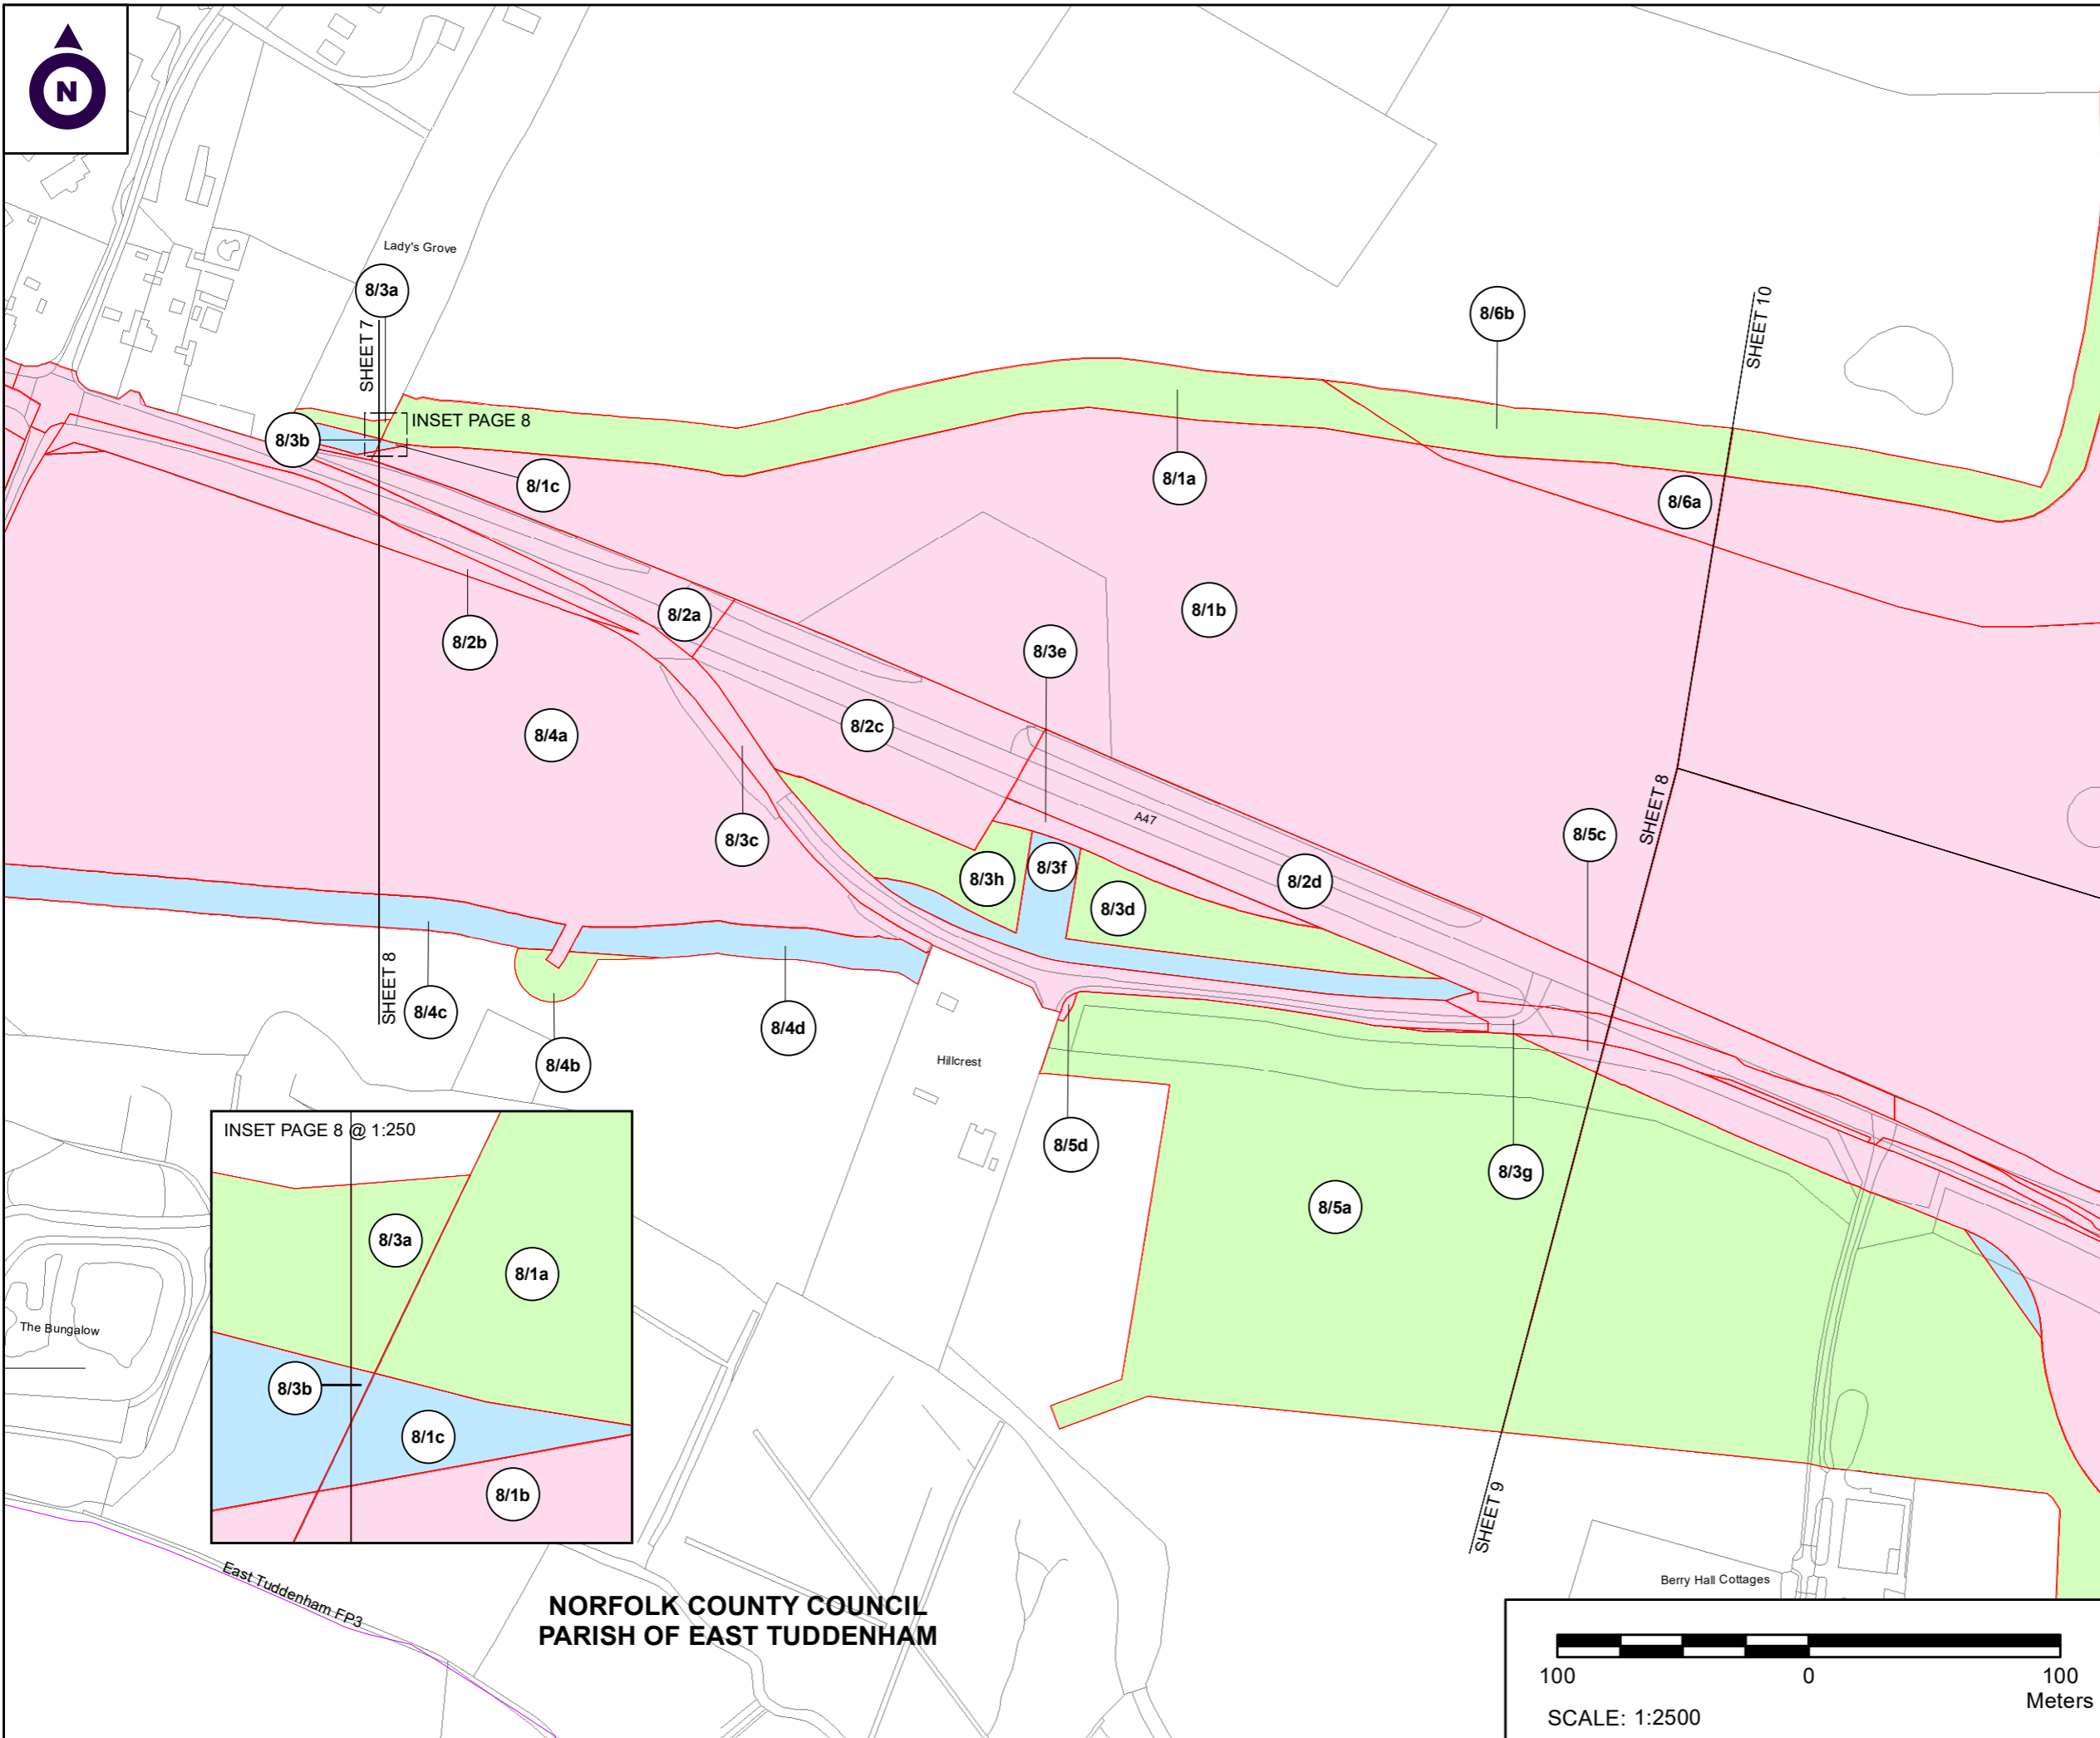 N
Lady's Grove
8/3a
SHEET 7
SHEET 10
8/6b
INSET PAGE 8
8/3b
8/1c
8/1a
8/6a
8/1b
8/2a
8/2b
8/3e
8/4a
8/2c
SHEET 8
A47
8/3c
8/5c
8/3h
8/3f
8/2d
8/3d
SHEET 8
8/4c
8/4d
8/4b
Hillcrest
8/5d
8/3g
8/5a
INSET PAGE 8 @ 1:250
8/3a
8/1a
8/3b
8/1c
8/1b
The Bungalow
SHEET 9
East Tuddenham FP3
Berry Hall Cottages
NORFOLK COUNTY COUNCIL
PARISH OF EAST TUDDENHAM
100 0 100
Meters
SCALE: 1:2500